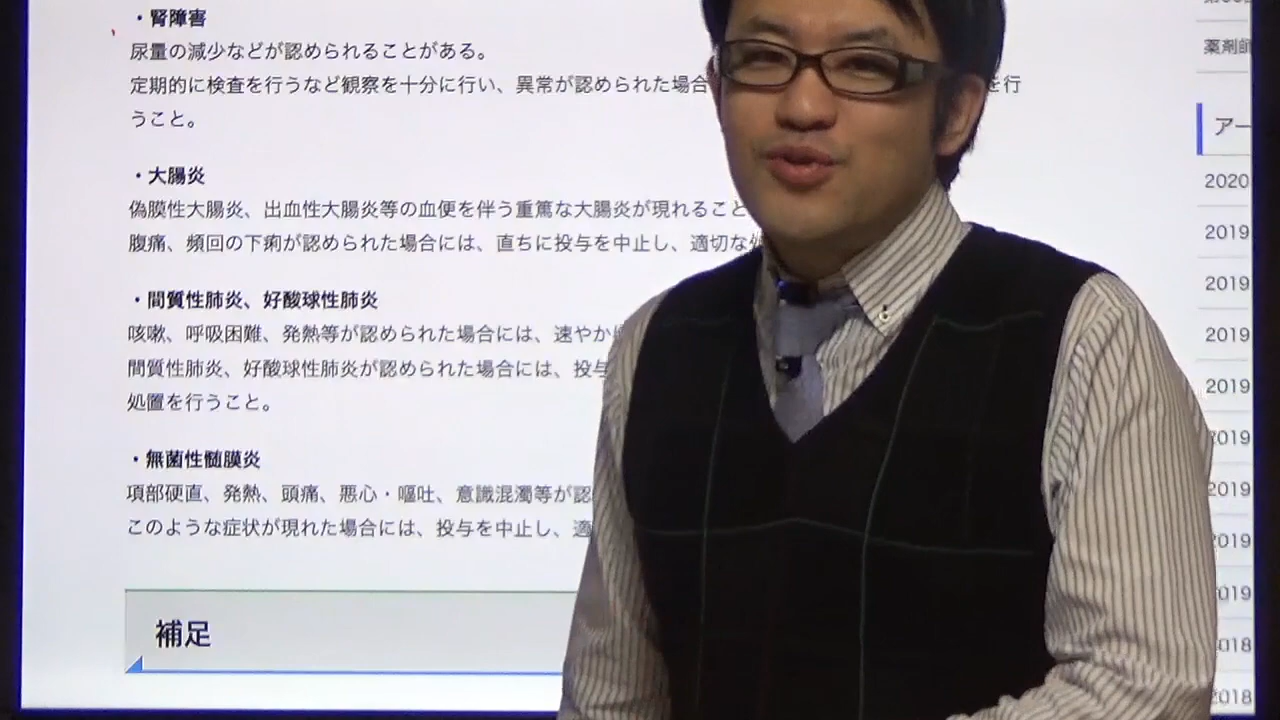 ・腎障害
尿量の減少などが認められることがある。
定期的に検査を行うなど観察を十分に行い、異常が認められた場合
を行
うこと。
・大腸炎
偽膜性大腸炎、出血性大腸炎等の血便を伴う重篤な大腸炎が現れること
腹痛、頻回の下痢が認められた場合には、直ちに投与を中止し、適切な
・間質性肺炎、好酸球性肺炎
咳嗽、呼吸困難、発熱等が認められた場合には、速やか
間質性肺炎、好酸球性肺炎が認められた場合には、投与
処置を行うこと。
・無菌性髄膜炎
項部硬直、発熱、頭痛、悪心・嘔吐、意識混濁等が認
このような症状が現れた場合には、投与を中止し、適
補足
薬剤師
アー
2020
2019
2019
2019
2019
2019
2019
2019
2019
2018
2018